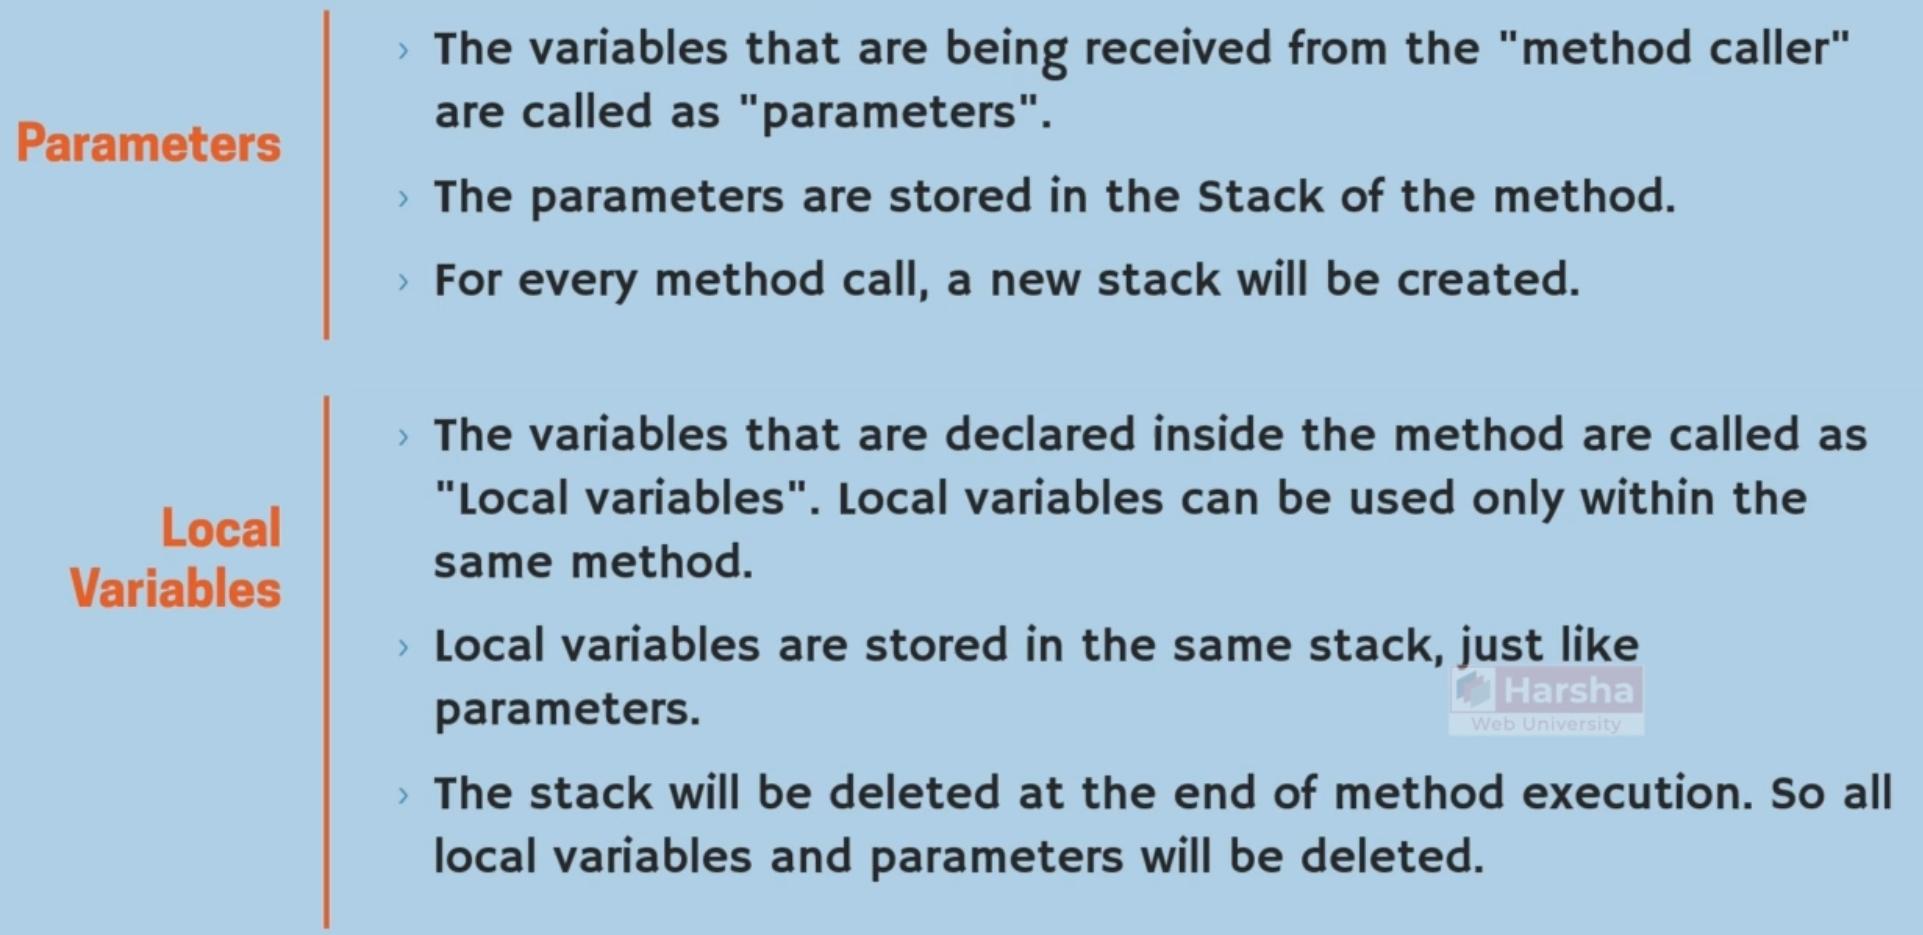 Parameters
› The variables that are being received from the "method caller"
are called as "parameters".
› The parameters are stored in the Stack of the method.
› For every method call, a new stack will be created.
Local
Variables
› The variables that are declared inside the method are called as
"Local variables". Local variables can be used only within the
same method.
› Local variables are stored in the same stack, just like
parameters.
› The stack will be deleted at the end of method execution. So all
local variables and parameters will be deleted.
Harsha
Web University